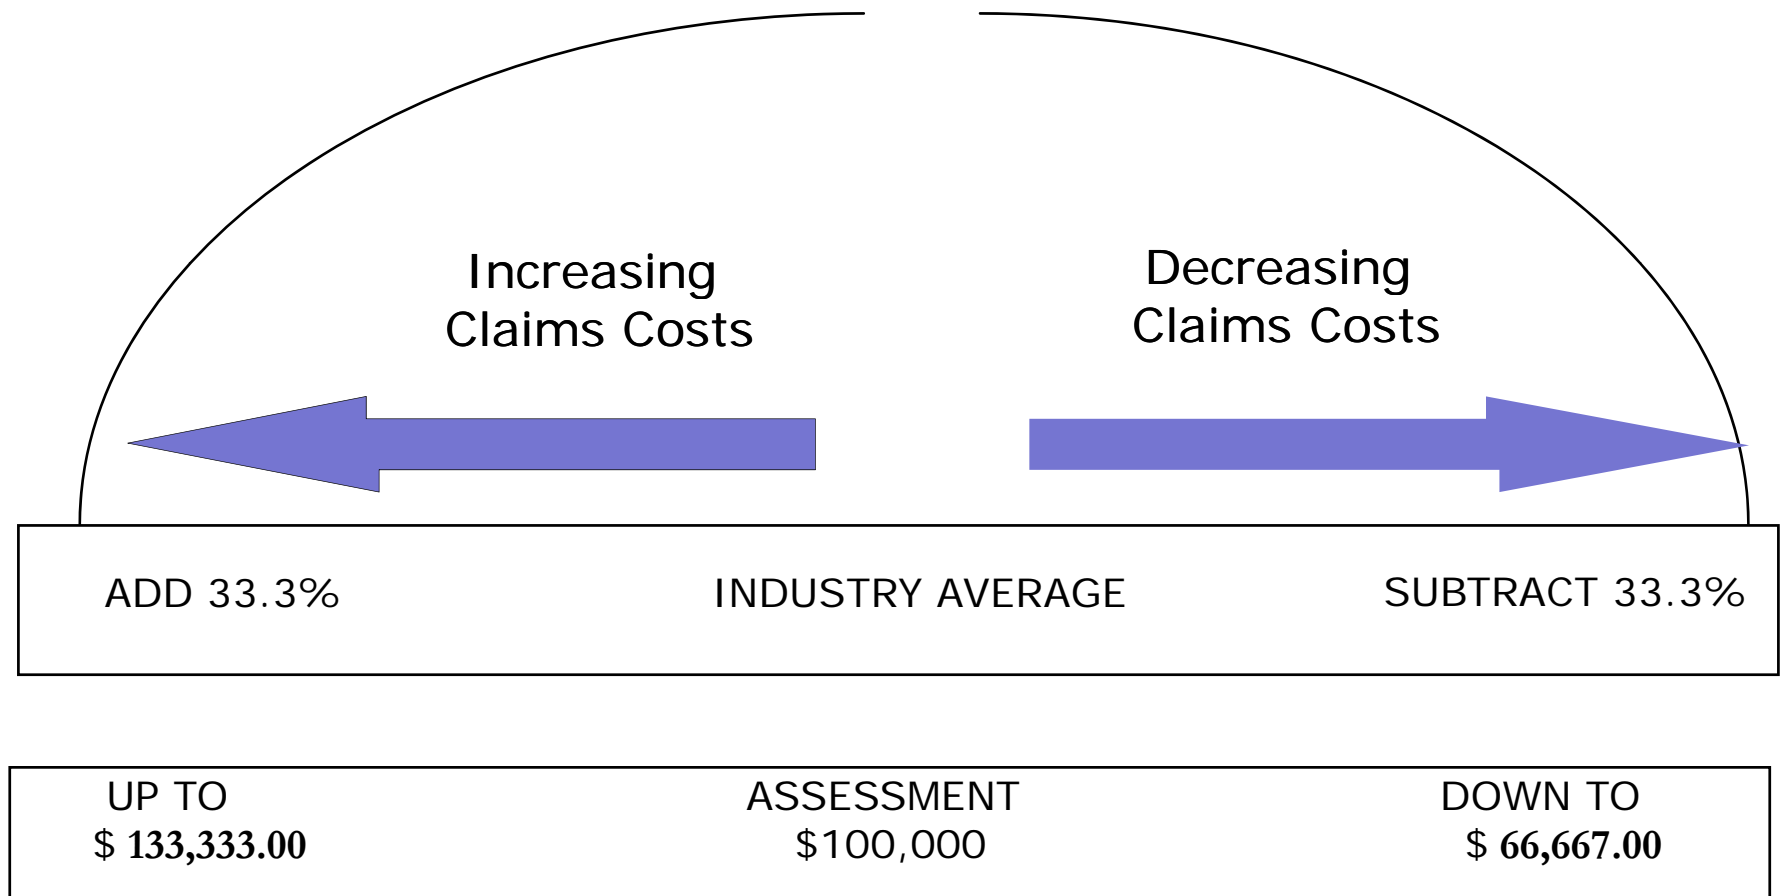 Increasing
Claims Costs
Decreasing
Claims Costs
ADD 33.3%
INDUSTRY AVERAGE
SUBTRACT 33.3%
UP TO
$ 133,333.00
ASSESSMENT
$100,000
DOWN TO
$ 66,667.00